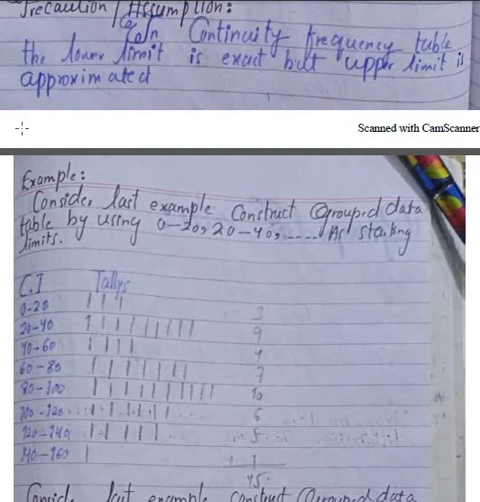 Precaution / Assumption:
In Continuity frequency table
the lower limit is exact but upper limit is
approximated
Scanned with CamScanner
Example:
Consider last example Construct Grouped data
table by using 0-20, 20-40, ..... As starting
limits.
C.I Tallys
0-20 | | | 3
20-40 | | | | | | | | | 9
40-60 | | | | 4
60-80 | | | | | | | 7
80-100 | | | | | | | | | | 10
100-120 | | | | | | 6
120-140 | | | | | 5
140-160 | 1
45
Consider last example Construct Grouped data